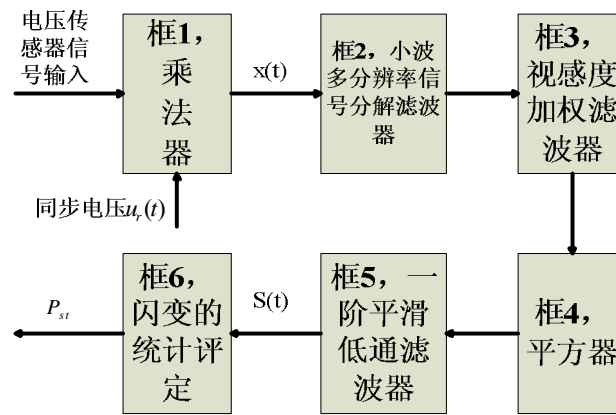 电压传
感器信
号输入
框1，
乘
法
器
x(t)
框2，小波
多分辨率信
号分解滤波
器
框3，
视感度
加权滤
波器
同步电压u_r(t)
框6，
闪变的
统计评
定
P_st
S(t)
框5，一
阶平滑
低通滤
波器
框4，
平方器